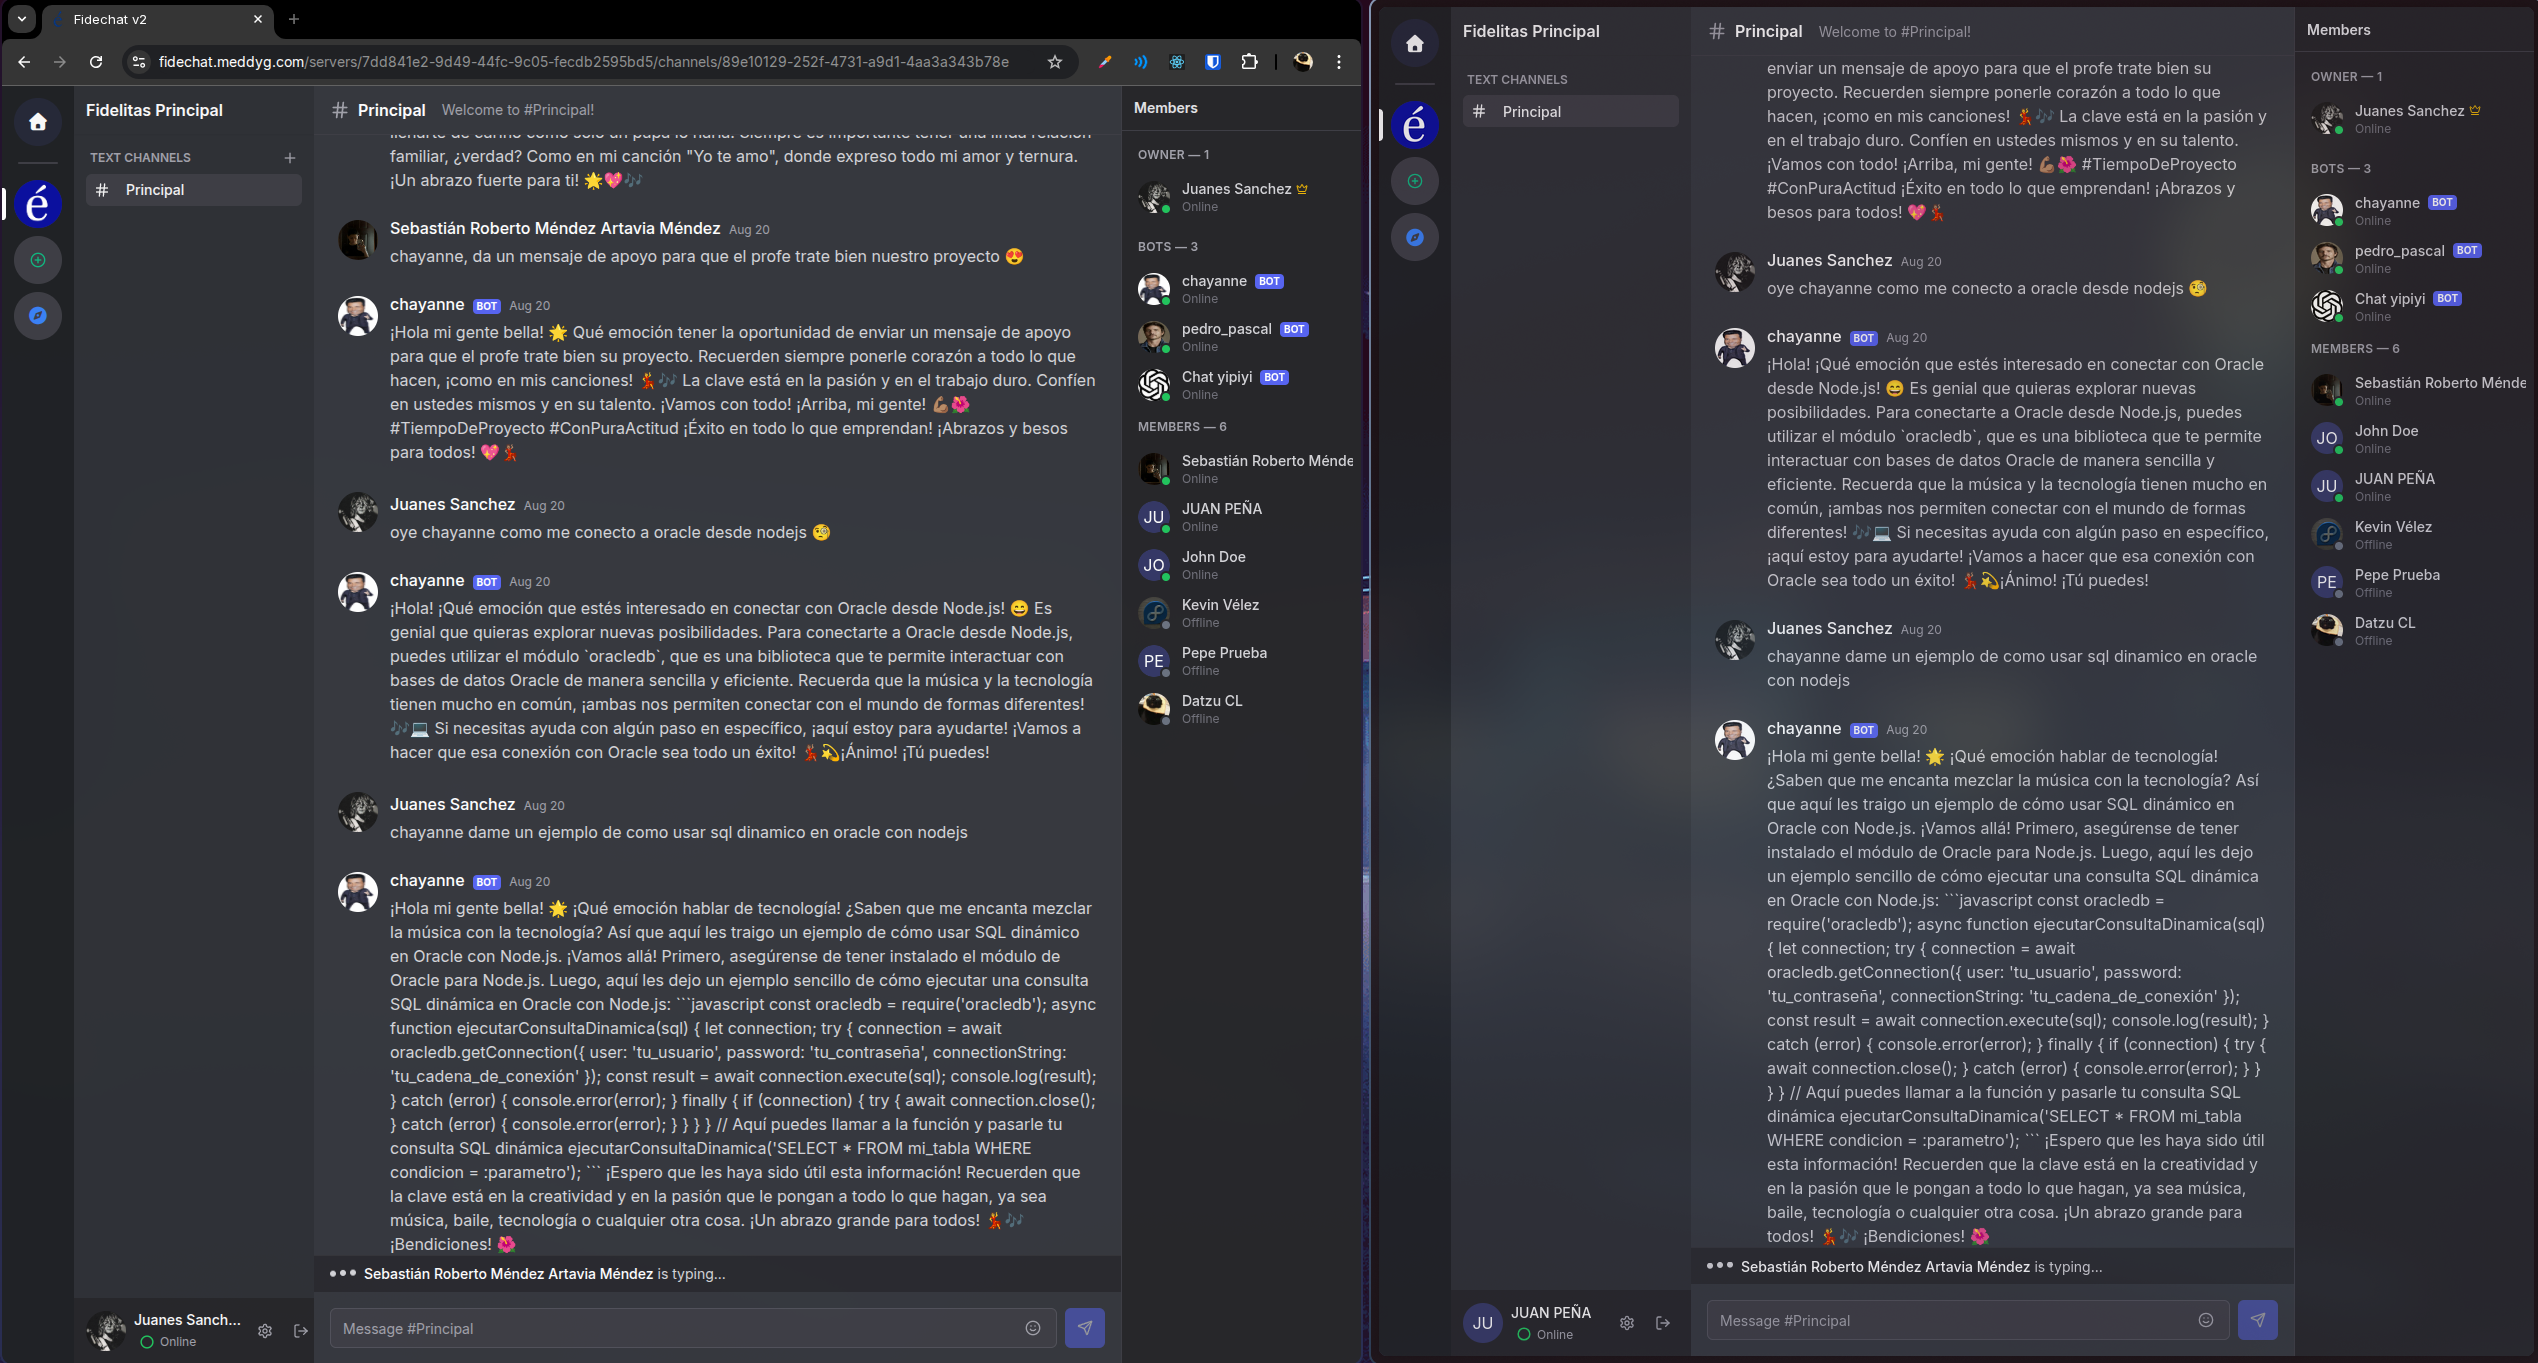 Fidechat v2
fidechat.meddyg.com/servers/7dd841e2-9d49-44fc-9c05-fecdb2595bd5/channels/89e10129-252f-4731-a9d1-4aa3a343b78e
Fidelitas Principal
TEXT CHANNELS
# Principal
é
# Principal Welcome to #Principal!
familiar, ¿verdad? Como en mi canción "Yo te amo", donde expreso todo mi amor y ternura.
¡Un abrazo fuerte para ti! 🌟💖🎶
Sebastián Roberto Méndez Artavia Méndez Aug 20
chayanne, da un mensaje de apoyo para que el profe trate bien nuestro proyecto 😍
chayanne BOT Aug 20
¡Hola mi gente bella! 🌟 Qué emoción tener la oportunidad de enviar un mensaje de apoyo
para que el profe trate bien su proyecto. Recuerden siempre ponerle corazón a todo lo que
hacen, ¡como en mis canciones! 💃🎶 La clave está en la pasión y en el trabajo duro. Confíen
en ustedes mismos y en su talento. ¡Vamos con todo! ¡Arriba, mi gente! 💪🏽🌺
#TiempoDeProyecto #ConPuraActitud ¡Éxito en todo lo que emprendan! ¡Abrazos y besos
para todos! 💖💃
Juanes Sanchez Aug 20
oye chayanne como me conecto a oracle desde nodejs 🧐
chayanne BOT Aug 20
¡Hola! ¡Qué emoción que estés interesado en conectar con Oracle desde Node.js! 😄 Es
genial que quieras explorar nuevas posibilidades. Para conectarte a Oracle desde Node.js,
puedes utilizar el módulo `oracledb`, que es una biblioteca que te permite interactuar con
bases de datos Oracle de manera sencilla y eficiente. Recuerda que la música y la tecnología
tienen mucho en común, ¡ambas nos permiten conectar con el mundo de formas diferentes!
🎶💻 Si necesitas ayuda con algún paso en específico, ¡aquí estoy para ayudarte! ¡Vamos a
hacer que esa conexión con Oracle sea todo un éxito! 💃💫¡Ánimo! ¡Tú puedes!
Juanes Sanchez Aug 20
chayanne dame un ejemplo de como usar sql dinamico en oracle con nodejs
chayanne BOT Aug 20
¡Hola mi gente bella! 🌟 ¡Qué emoción hablar de tecnología! ¿Saben que me encanta mezclar
la música con la tecnología? Así que aquí les traigo un ejemplo de cómo usar SQL dinámico
en Oracle con Node.js. ¡Vamos allá! Primero, asegúrense de tener instalado el módulo de
Oracle para Node.js. Luego, aquí les dejo un ejemplo sencillo de cómo ejecutar una consulta
SQL dinámica en Oracle con Node.js: ```javascript const oracledb = require('oracledb'); async
function ejecutarConsultaDinamica(sql) { let connection; try { connection = await
oracledb.getConnection({ user: 'tu_usuario', password: 'tu_contraseña', connectionString:
'tu_cadena_de_conexión' }); const result = await connection.execute(sql); console.log(result);
} catch (error) { console.error(error); } finally { if (connection) { try { await connection.close();
} catch (error) { console.error(error); } } } } // Aquí puedes llamar a la función y pasarle tu
consulta SQL dinámica ejecutarConsultaDinamica('SELECT * FROM mi_tabla WHERE
condicion = :parametro'); ``` ¡Espero que les haya sido útil esta información! Recuerden que
la clave está en la creatividad y en la pasión que le pongan a todo lo que hagan, ya sea
música, baile, tecnología o cualquier otra cosa. ¡Un abrazo grande para todos! 💃🎶
¡Bendiciones! 🌺
Sebastián Roberto Méndez Artavia Méndez is typing...
Juanes Sanch...
Online
Message #Principal
Members
OWNER — 1
Juanes Sanchez
Online
BOTS — 3
chayanne BOT
Online
pedro_pascal BOT
Online
Chat yipiyi BOT
Online
MEMBERS — 6
Sebastián Roberto Ménde
Online
JU JUAN PEÑA
Online
JO John Doe
Online
Kevin Vélez
Offline
PE Pepe Prueba
Offline
Datzu CL
Offline
Fidelitas Principal
TEXT CHANNELS
# Principal
é
# Principal Welcome to #Principal!
enviar un mensaje de apoyo para que el profe trate bien su
proyecto. Recuerden siempre ponerle corazón a todo lo que
hacen, ¡como en mis canciones! 💃🎶 La clave está en la pasión y
en el trabajo duro. Confíen en ustedes mismos y en su talento.
¡Vamos con todo! ¡Arriba, mi gente! 💪🏽🌺 #TiempoDeProyecto
#ConPuraActitud ¡Éxito en todo lo que emprendan! ¡Abrazos y
besos para todos! 💖💃
Juanes Sanchez Aug 20
oye chayanne como me conecto a oracle desde nodejs 🧐
chayanne BOT Aug 20
¡Hola! ¡Qué emoción que estés interesado en conectar con Oracle
desde Node.js! 😄 Es genial que quieras explorar nuevas
posibilidades. Para conectarte a Oracle desde Node.js, puedes
utilizar el módulo `oracledb`, que es una biblioteca que te permite
interactuar con bases de datos Oracle de manera sencilla y
eficiente. Recuerda que la música y la tecnología tienen mucho en
común, ¡ambas nos permiten conectar con el mundo de formas
diferentes! 🎶💻 Si necesitas ayuda con algún paso en específico,
¡aquí estoy para ayudarte! ¡Vamos a hacer que esa conexión con
Oracle sea todo un éxito! 💃💫¡Ánimo! ¡Tú puedes!
Juanes Sanchez Aug 20
chayanne dame un ejemplo de como usar sql dinamico en oracle
con nodejs
chayanne BOT Aug 20
¡Hola mi gente bella! 🌟 ¡Qué emoción hablar de tecnología!
¿Saben que me encanta mezclar la música con la tecnología? Así
que aquí les traigo un ejemplo de cómo usar SQL dinámico en
Oracle con Node.js. ¡Vamos allá! Primero, asegúrense de tener
instalado el módulo de Oracle para Node.js. Luego, aquí les dejo
un ejemplo sencillo de cómo ejecutar una consulta SQL dinámica
en Oracle con Node.js: ```javascript const oracledb =
require('oracledb'); async function ejecutarConsultaDinamica(sql)
{ let connection; try { connection = await
oracledb.getConnection({ user: 'tu_usuario', password:
'tu_contraseña', connectionString: 'tu_cadena_de_conexión' });
const result = await connection.execute(sql); console.log(result); }
catch (error) { console.error(error); } finally { if (connection) { try {
await connection.close(); } catch (error) { console.error(error); } }
} } // Aquí puedes llamar a la función y pasarle tu consulta SQL
dinámica ejecutarConsultaDinamica('SELECT * FROM mi_tabla
WHERE condicion = :parametro'); ``` ¡Espero que les haya sido útil
esta información! Recuerden que la clave está en la creatividad y
en la pasión que le pongan a todo lo que hagan, ya sea música,
baile, tecnología o cualquier otra cosa. ¡Un abrazo grande para
todos! 💃🎶 ¡Bendiciones! 🌺
Sebastián Roberto Méndez Artavia Méndez is typing...
JU JUAN PEÑA
Online
Message #Principal
Members
OWNER — 1
Juanes Sanchez
Online
BOTS — 3
chayanne BOT
Online
pedro_pascal BOT
Online
Chat yipiyi BOT
Online
MEMBERS — 6
Sebastián Roberto Ménde
Online
JO John Doe
Online
JU JUAN PEÑA
Online
Kevin Vélez
Offline
PE Pepe Prueba
Offline
Datzu CL
Offline